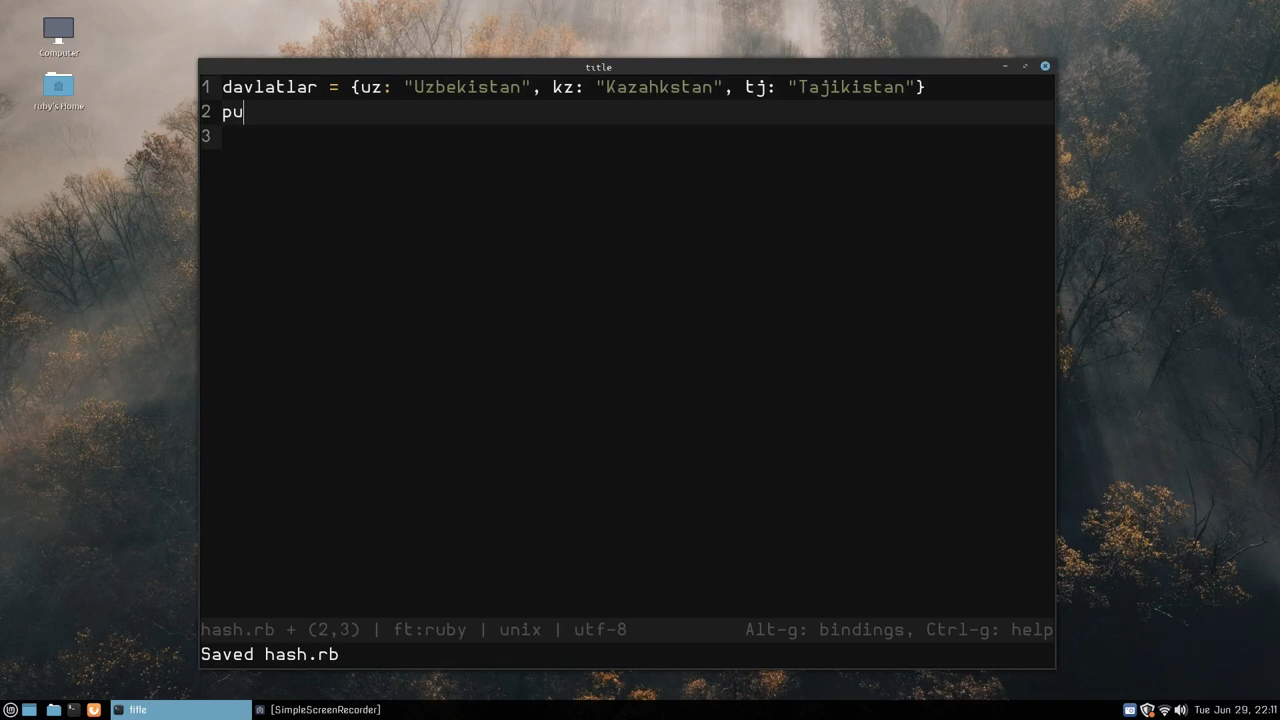 Computer
ruby's Home
title
1 davlatlar = {uz: "Uzbekistan", kz: "Kazahkstan", tj: "Tajikistan"}
2 pu
3
hash.rb + (2,3) | ft:ruby | unix | utf-8 Alt-g: bindings, Ctrl-g: help
Saved hash.rb
title [SimpleScreenRecorder] Tue Jun 29, 22:11